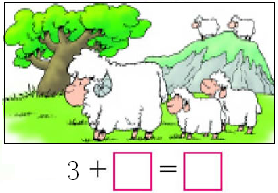 3 + □ = □